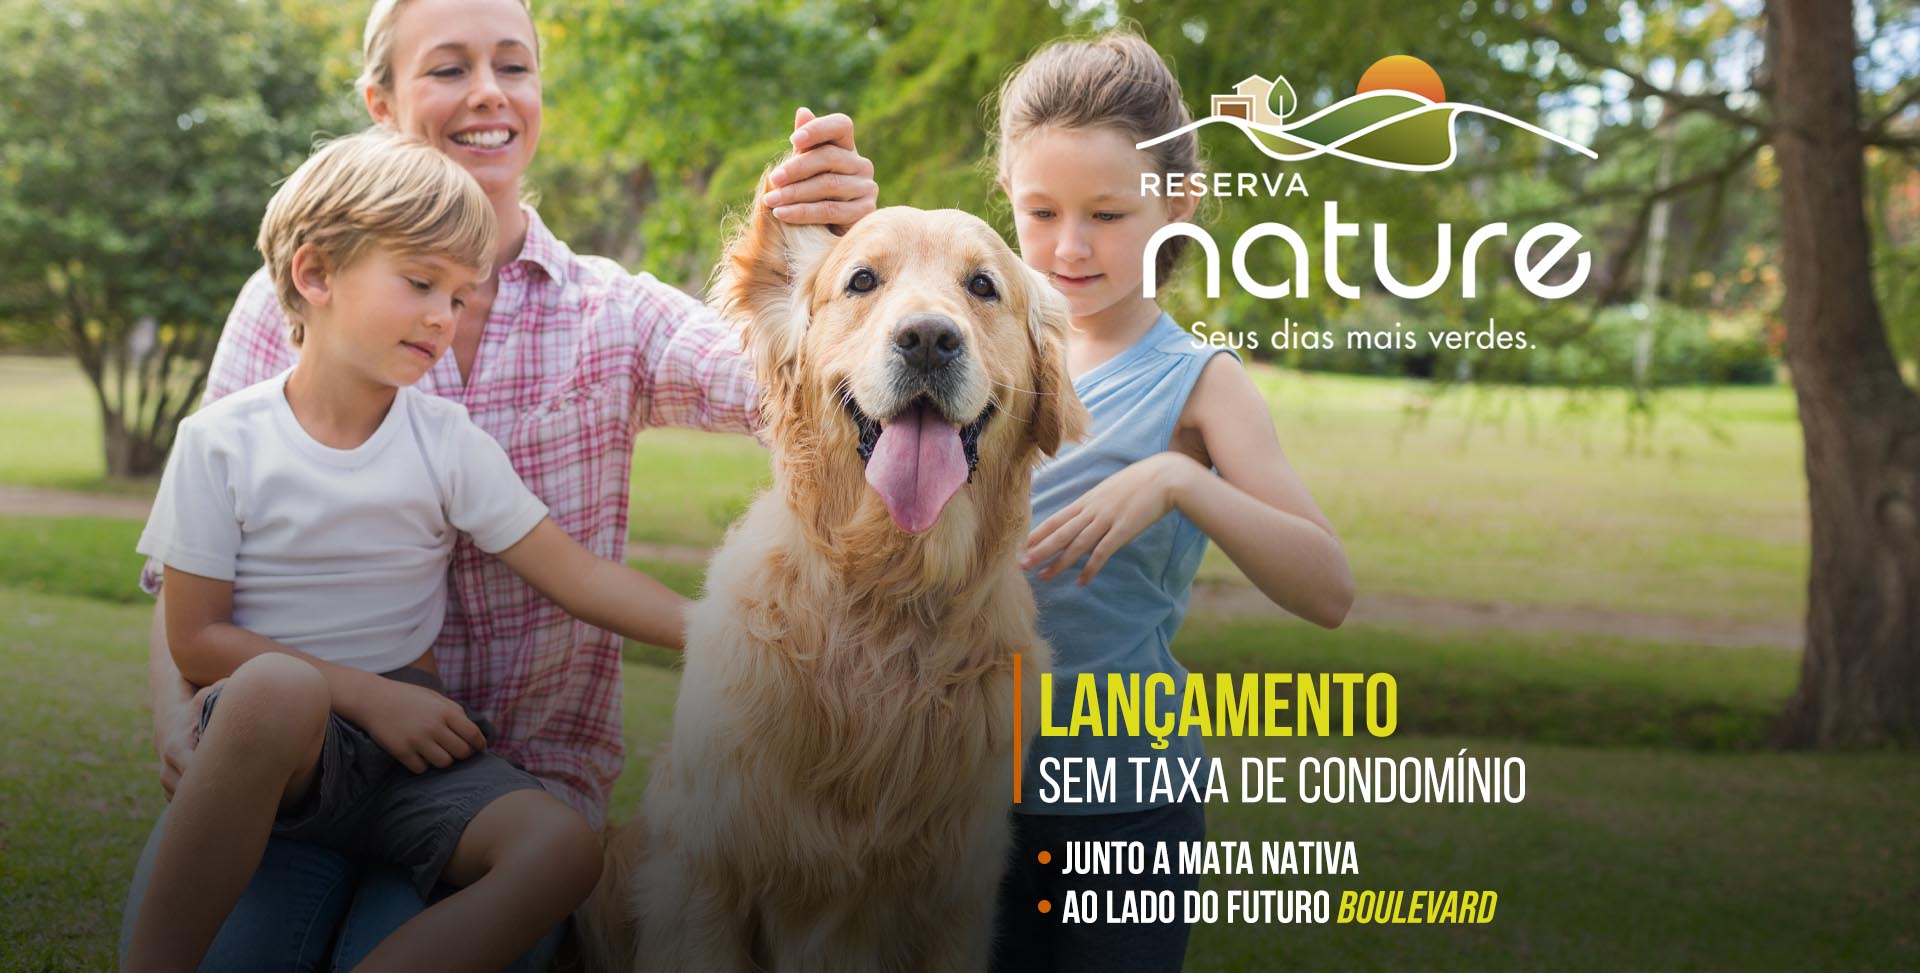 RESERVA
nature
Seus dias mais verdes.
LANÇAMENTO
SEM TAXA DE CONDOMÍNIO
• JUNTO A MATA NATIVA
• AO LADO DO FUTURO BOULEVARD